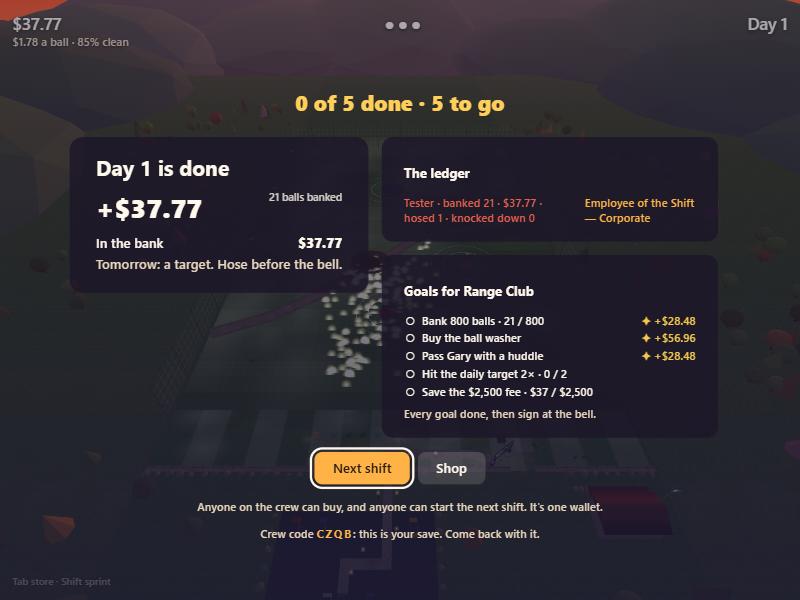 $37.77
$1.78 a ball · 85% clean
Day 1
0 of 5 done · 5 to go
Day 1 is done
21 balls banked
+$37.77
In the bank $37.77
Tomorrow: a target. Hose before the bell.
The ledger
Tester · banked 21 · $37.77 ·
hosed 1 · knocked down 0
Employee of the Shift
— Corporate
Goals for Range Club
Bank 800 balls · 21 / 800 ✦ +$28.48
Buy the ball washer ✦ +$56.96
Pass Gary with a huddle ✦ +$28.48
Hit the daily target 2× · 0 / 2
Save the $2,500 fee · $37 / $2,500
Every goal done, then sign at the bell.
Next shift
Shop
Anyone on the crew can buy, and anyone can start the next shift. It's one wallet.
Crew code CZQB: this is your save. Come back with it.
Tab store · Shift sprint